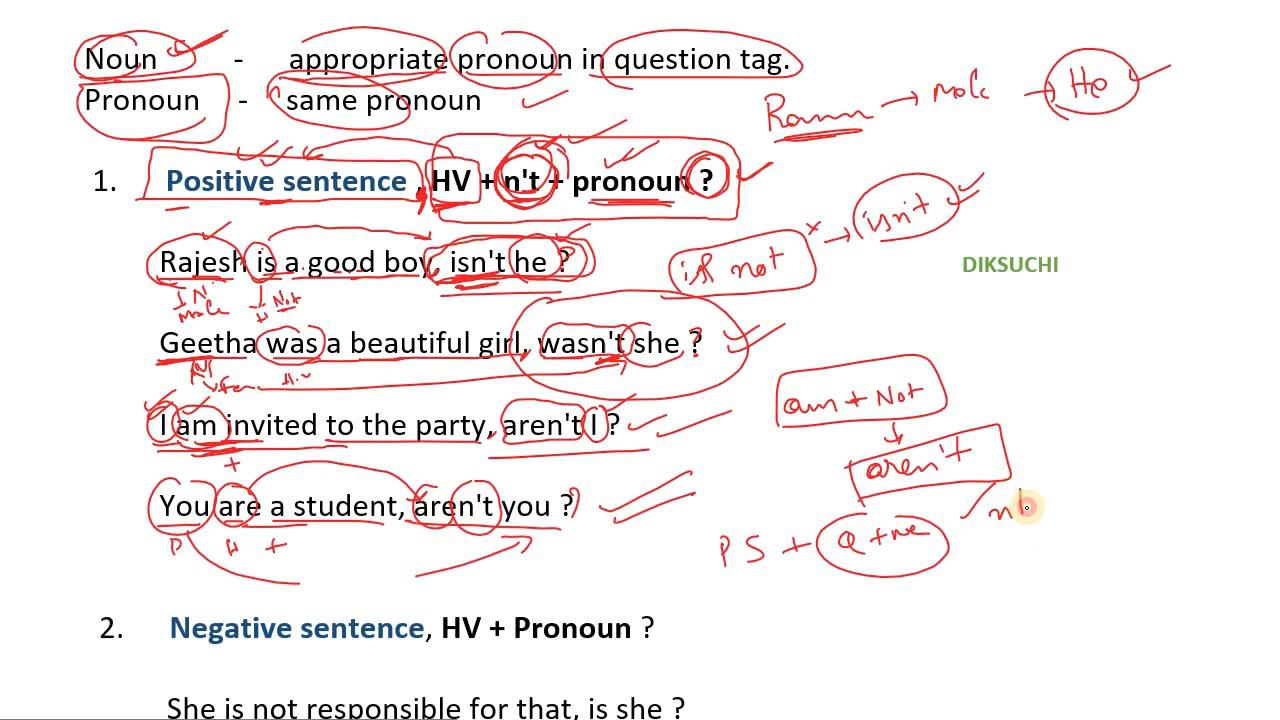 Noun - appropriate pronoun in question tag.
Pronoun - same pronoun
Ram → male → He
1. Positive sentence , HV + n't + pronoun ?
Rajesh is a good boy, isn't he ?
is not x → isn't
DIKSUCHI
N
male
H
Not
Geetha was a beautiful girl, wasn't she ?
am + Not
I am invited to the party, aren't I ?
+
aren't
You are a student, aren't you ?
P H +
P S +
2. Negative sentence, HV + Pronoun ?
She is not responsible for that, is she ?